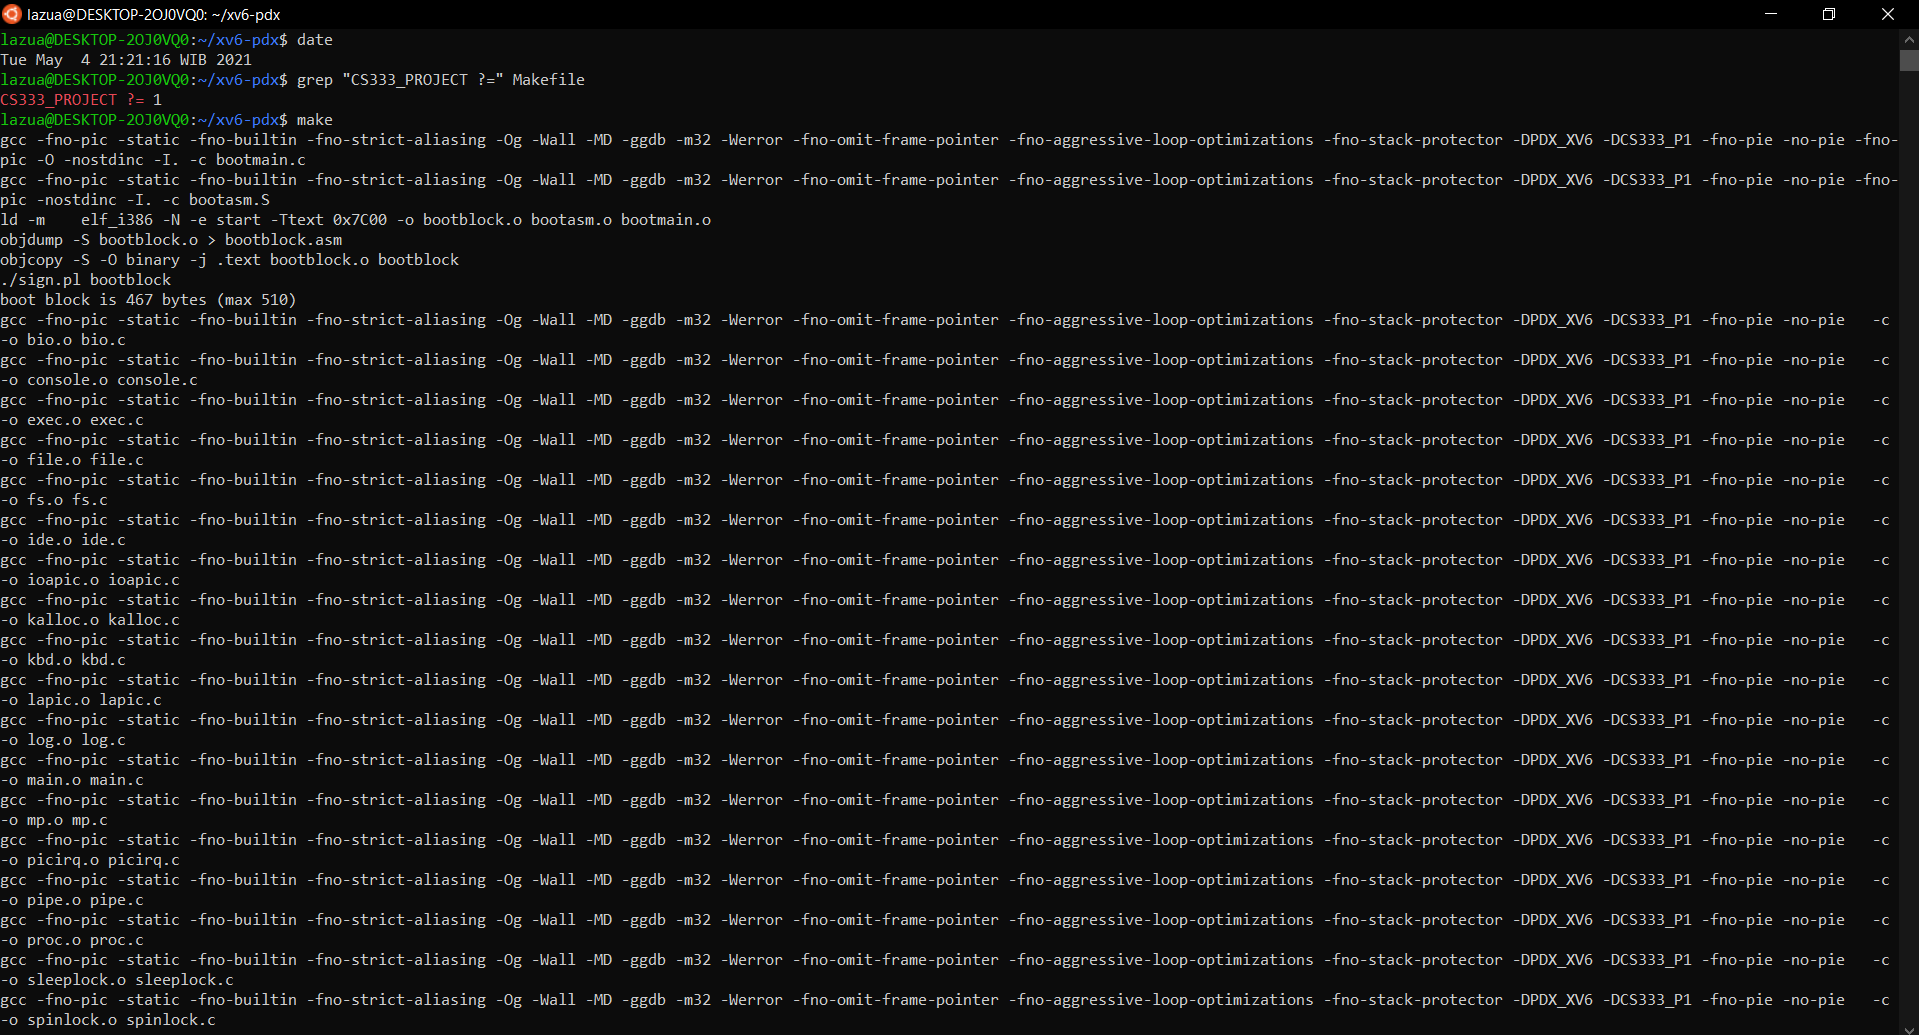 lazua@DESKTOP-2OJ0VQ0: ~/xv6-pdx
lazua@DESKTOP-2OJ0VQ0:~/xv6-pdx$ date
Tue May  4 21:21:16 WIB 2021
lazua@DESKTOP-2OJ0VQ0:~/xv6-pdx$ grep "CS333_PROJECT ?=" Makefile
CS333_PROJECT ?= 1
lazua@DESKTOP-2OJ0VQ0:~/xv6-pdx$ make
gcc -fno-pic -static -fno-builtin -fno-strict-aliasing -Og -Wall -MD -ggdb -m32 -Werror -fno-omit-frame-pointer -fno-aggressive-loop-optimizations -fno-stack-protector -DPDX_XV6 -DCS333_P1 -fno-pie -no-pie -fno-
pic -O -nostdinc -I. -c bootmain.c
gcc -fno-pic -static -fno-builtin -fno-strict-aliasing -Og -Wall -MD -ggdb -m32 -Werror -fno-omit-frame-pointer -fno-aggressive-loop-optimizations -fno-stack-protector -DPDX_XV6 -DCS333_P1 -fno-pie -no-pie -fno-
pic -nostdinc -I. -c bootasm.S
ld -m    elf_i386 -N -e start -Ttext 0x7C00 -o bootblock.o bootasm.o bootmain.o
objdump -S bootblock.o > bootblock.asm
objcopy -S -O binary -j .text bootblock.o bootblock
./sign.pl bootblock
boot block is 467 bytes (max 510)
gcc -fno-pic -static -fno-builtin -fno-strict-aliasing -Og -Wall -MD -ggdb -m32 -Werror -fno-omit-frame-pointer -fno-aggressive-loop-optimizations -fno-stack-protector -DPDX_XV6 -DCS333_P1 -fno-pie -no-pie   -c
-o bio.o bio.c
gcc -fno-pic -static -fno-builtin -fno-strict-aliasing -Og -Wall -MD -ggdb -m32 -Werror -fno-omit-frame-pointer -fno-aggressive-loop-optimizations -fno-stack-protector -DPDX_XV6 -DCS333_P1 -fno-pie -no-pie   -c
-o console.o console.c
gcc -fno-pic -static -fno-builtin -fno-strict-aliasing -Og -Wall -MD -ggdb -m32 -Werror -fno-omit-frame-pointer -fno-aggressive-loop-optimizations -fno-stack-protector -DPDX_XV6 -DCS333_P1 -fno-pie -no-pie   -c
-o exec.o exec.c
gcc -fno-pic -static -fno-builtin -fno-strict-aliasing -Og -Wall -MD -ggdb -m32 -Werror -fno-omit-frame-pointer -fno-aggressive-loop-optimizations -fno-stack-protector -DPDX_XV6 -DCS333_P1 -fno-pie -no-pie   -c
-o file.o file.c
gcc -fno-pic -static -fno-builtin -fno-strict-aliasing -Og -Wall -MD -ggdb -m32 -Werror -fno-omit-frame-pointer -fno-aggressive-loop-optimizations -fno-stack-protector -DPDX_XV6 -DCS333_P1 -fno-pie -no-pie   -c
-o fs.o fs.c
gcc -fno-pic -static -fno-builtin -fno-strict-aliasing -Og -Wall -MD -ggdb -m32 -Werror -fno-omit-frame-pointer -fno-aggressive-loop-optimizations -fno-stack-protector -DPDX_XV6 -DCS333_P1 -fno-pie -no-pie   -c
-o ide.o ide.c
gcc -fno-pic -static -fno-builtin -fno-strict-aliasing -Og -Wall -MD -ggdb -m32 -Werror -fno-omit-frame-pointer -fno-aggressive-loop-optimizations -fno-stack-protector -DPDX_XV6 -DCS333_P1 -fno-pie -no-pie   -c
-o ioapic.o ioapic.c
gcc -fno-pic -static -fno-builtin -fno-strict-aliasing -Og -Wall -MD -ggdb -m32 -Werror -fno-omit-frame-pointer -fno-aggressive-loop-optimizations -fno-stack-protector -DPDX_XV6 -DCS333_P1 -fno-pie -no-pie   -c
-o kalloc.o kalloc.c
gcc -fno-pic -static -fno-builtin -fno-strict-aliasing -Og -Wall -MD -ggdb -m32 -Werror -fno-omit-frame-pointer -fno-aggressive-loop-optimizations -fno-stack-protector -DPDX_XV6 -DCS333_P1 -fno-pie -no-pie   -c
-o kbd.o kbd.c
gcc -fno-pic -static -fno-builtin -fno-strict-aliasing -Og -Wall -MD -ggdb -m32 -Werror -fno-omit-frame-pointer -fno-aggressive-loop-optimizations -fno-stack-protector -DPDX_XV6 -DCS333_P1 -fno-pie -no-pie   -c
-o lapic.o lapic.c
gcc -fno-pic -static -fno-builtin -fno-strict-aliasing -Og -Wall -MD -ggdb -m32 -Werror -fno-omit-frame-pointer -fno-aggressive-loop-optimizations -fno-stack-protector -DPDX_XV6 -DCS333_P1 -fno-pie -no-pie   -c
-o log.o log.c
gcc -fno-pic -static -fno-builtin -fno-strict-aliasing -Og -Wall -MD -ggdb -m32 -Werror -fno-omit-frame-pointer -fno-aggressive-loop-optimizations -fno-stack-protector -DPDX_XV6 -DCS333_P1 -fno-pie -no-pie   -c
-o main.o main.c
gcc -fno-pic -static -fno-builtin -fno-strict-aliasing -Og -Wall -MD -ggdb -m32 -Werror -fno-omit-frame-pointer -fno-aggressive-loop-optimizations -fno-stack-protector -DPDX_XV6 -DCS333_P1 -fno-pie -no-pie   -c
-o mp.o mp.c
gcc -fno-pic -static -fno-builtin -fno-strict-aliasing -Og -Wall -MD -ggdb -m32 -Werror -fno-omit-frame-pointer -fno-aggressive-loop-optimizations -fno-stack-protector -DPDX_XV6 -DCS333_P1 -fno-pie -no-pie   -c
-o picirq.o picirq.c
gcc -fno-pic -static -fno-builtin -fno-strict-aliasing -Og -Wall -MD -ggdb -m32 -Werror -fno-omit-frame-pointer -fno-aggressive-loop-optimizations -fno-stack-protector -DPDX_XV6 -DCS333_P1 -fno-pie -no-pie   -c
-o pipe.o pipe.c
gcc -fno-pic -static -fno-builtin -fno-strict-aliasing -Og -Wall -MD -ggdb -m32 -Werror -fno-omit-frame-pointer -fno-aggressive-loop-optimizations -fno-stack-protector -DPDX_XV6 -DCS333_P1 -fno-pie -no-pie   -c
-o proc.o proc.c
gcc -fno-pic -static -fno-builtin -fno-strict-aliasing -Og -Wall -MD -ggdb -m32 -Werror -fno-omit-frame-pointer -fno-aggressive-loop-optimizations -fno-stack-protector -DPDX_XV6 -DCS333_P1 -fno-pie -no-pie   -c
-o sleeplock.o sleeplock.c
gcc -fno-pic -static -fno-builtin -fno-strict-aliasing -Og -Wall -MD -ggdb -m32 -Werror -fno-omit-frame-pointer -fno-aggressive-loop-optimizations -fno-stack-protector -DPDX_XV6 -DCS333_P1 -fno-pie -no-pie   -c
-o spinlock.o spinlock.c